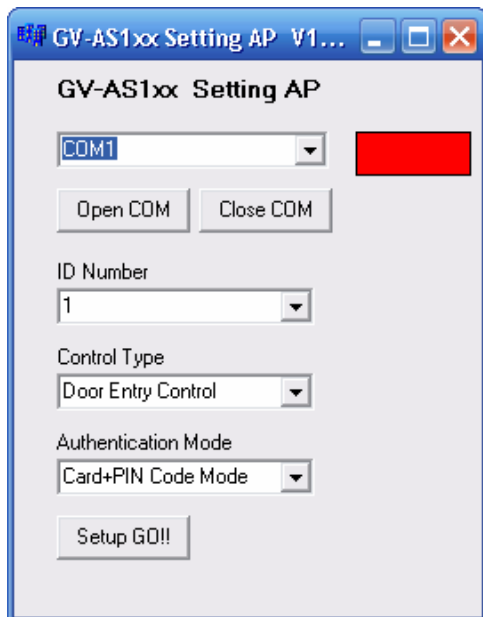 GV-AS1xx Setting AP V1...
GV-AS1xx Setting AP
COM1
Open COM Close COM
ID Number
1
Control Type
Door Entry Control
Authentication Mode
Card+PIN Code Mode
Setup GO!!